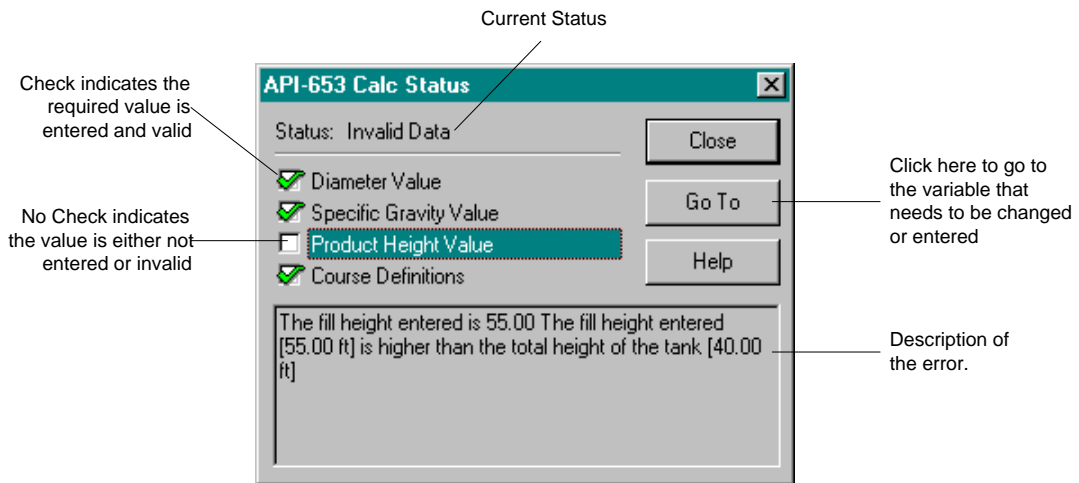 Current Status
Check indicates the
required value is
entered and valid
No Check indicates
the value is either not
entered or invalid
API-653 Calc Status
Status: Invalid Data
Diameter Value
Specific Gravity Value
Product Height Value
Course Definitions
Close
Go To
Help
The fill height entered is 55.00 The fill height entered
[55.00 ft] is higher than the total height of the tank [40.00
ft]
Click here to go to
the variable that
needs to be changed
or entered
Description of
the error.